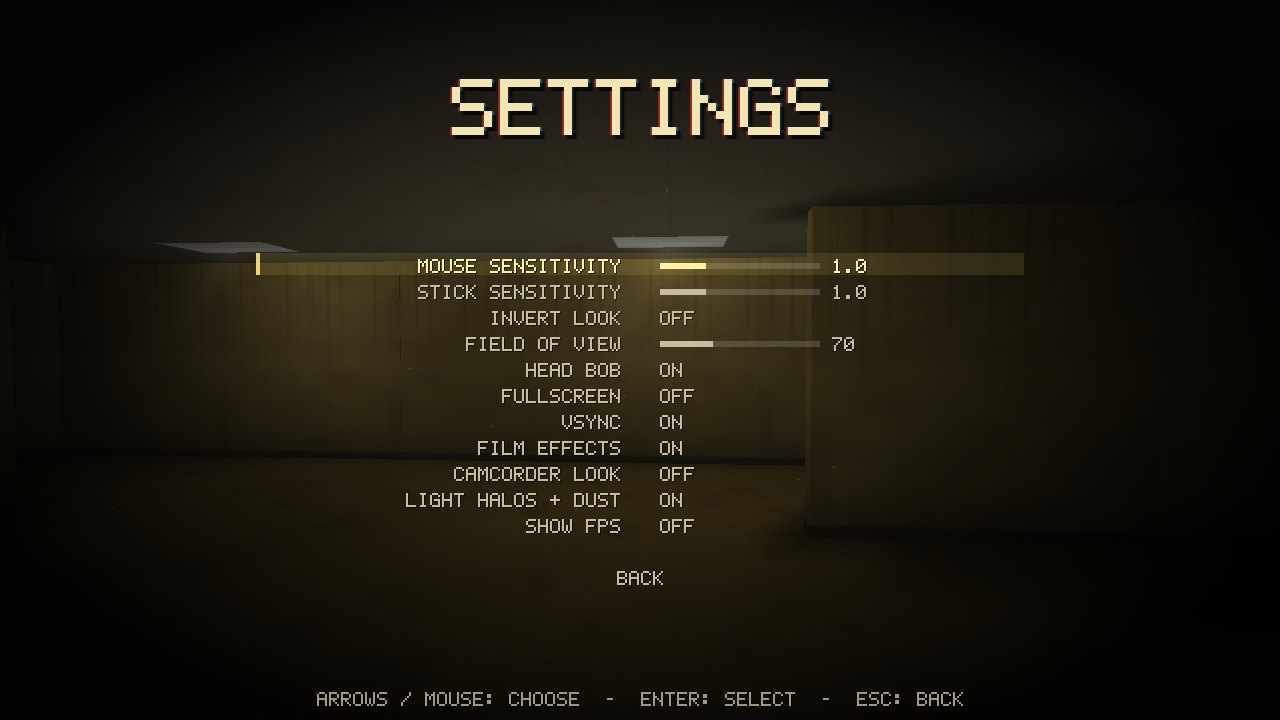 SETTINGS
MOUSE SENSITIVITY 1.0
STICK SENSITIVITY 1.0
INVERT LOOK OFF
FIELD OF VIEW 70
HEAD BOB ON
FULLSCREEN OFF
VSYNC ON
FILM EFFECTS ON
CAMCORDER LOOK OFF
LIGHT HALOS + DUST ON
SHOW FPS OFF
BACK
ARROWS / MOUSE: CHOOSE - ENTER: SELECT - ESC: BACK